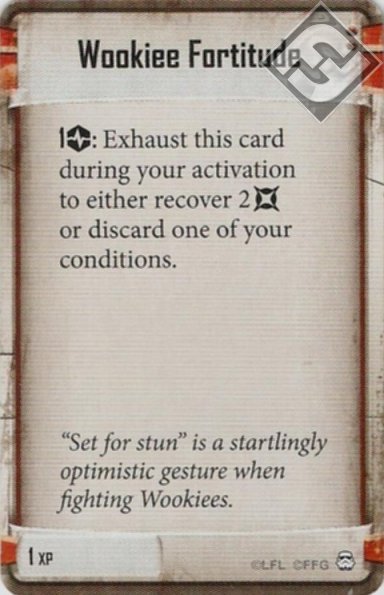 Wookiee Fortitude
1: Exhaust this card
during your activation
to either recover 2
or discard one of your
conditions.
"Set for stun" is a startlingly
optimistic gesture when
fighting Wookiees.
1 XP
©LFL ©FFG